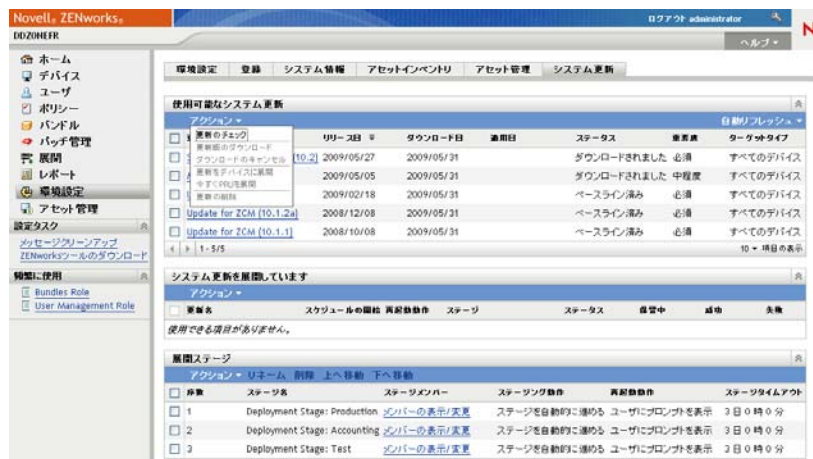 Novell® ZENworks®
ログアウト administrator
DDZONEFR
ヘルプ
N
ホーム
デバイス
ユーザ
ポリシー
バンドル
パッチ管理
展開
レポート
環境設定
アセット管理
設定タスク
メッセージクリーンアップ
ZENworksツールのダウンロード
頻繁に使用
Bundles Role
User Management Role
環境設定 登録 システム情報 アセットインベントリ アセット管理 システム更新
使用可能なシステム更新
アクション 自動リフレッシュ
更新のチェック
更新版のダウンロード
ダウンロードのキャンセル
更新をデバイスに展開
今すぐPRUを展開
更新の削除
リリース日 ダウンロード日 適用日 ステータス 重要度 ターゲットタイプ
10.2] 2009/05/27 2009/05/31 ダウンロードされました 必須 すべてのデバイス
2009/05/05 2009/05/31 ダウンロードされました 中程度 すべてのデバイス
2009/02/18 2009/05/31 ベースライン済み 必須 すべてのデバイス
Update for ZCM (10.1.2a) 2008/12/08 2009/05/31 ベースライン済み 必須 すべてのデバイス
Update for ZCM (10.1.1) 2008/10/08 2009/05/31 ベースライン済み 必須 すべてのデバイス
1 - 5/5 10 項目の表示
システム更新を展開しています
アクション
更新名 スケジュールの開始 再起動動作 ステージ ステータス 保留中 成功 失敗
使用できる項目がありません。
展開ステージ
アクション リネーム 削除 上へ移動 下へ移動
序数 ステージ名 ステージメンバー ステージング動作 再起動動作 ステージタイムアウト
1 Deployment Stage: Production メンバーの表示/変更 ステージを自動的に進める ユーザにプロンプトを表示 3 日 0 時 0 分
2 Deployment Stage: Accounting メンバーの表示/変更 ステージを自動的に進める ユーザにプロンプトを表示 3 日 0 時 0 分
3 Deployment Stage: Test メンバーの表示/変更 ステージを自動的に進める ユーザにプロンプトを表示 3 日 0 時 0 分